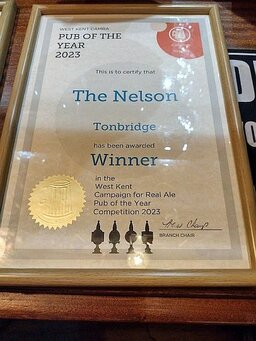 WEST KENT CAMRA
PUB OF THE
YEAR
2023
This is to certify that
The Nelson
Tonbridge
has been awarded
Winner
in the
West Kent
Campaign for Real Ale
Pub of the Year
Competition 2023
BRANCH CHAIR